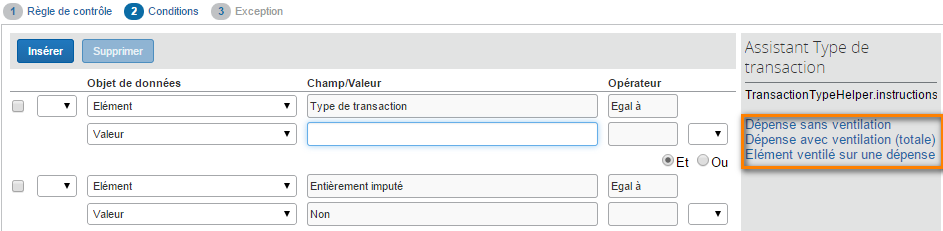 1 Règle de contrôle 2 Conditions 3 Exception
Insérer Supprimer
Objet de données Champ/Valeur Opérateur
Elément Type de transaction Egal à
Valeur
Et Ou
Elément Entièrement imputé Egal à
Valeur Non
Assistant Type de
transaction
TransactionTypeHelper.instructions
Dépense sans ventilation
Dépense avec ventilation (totale)
Elément ventilé sur une dépense